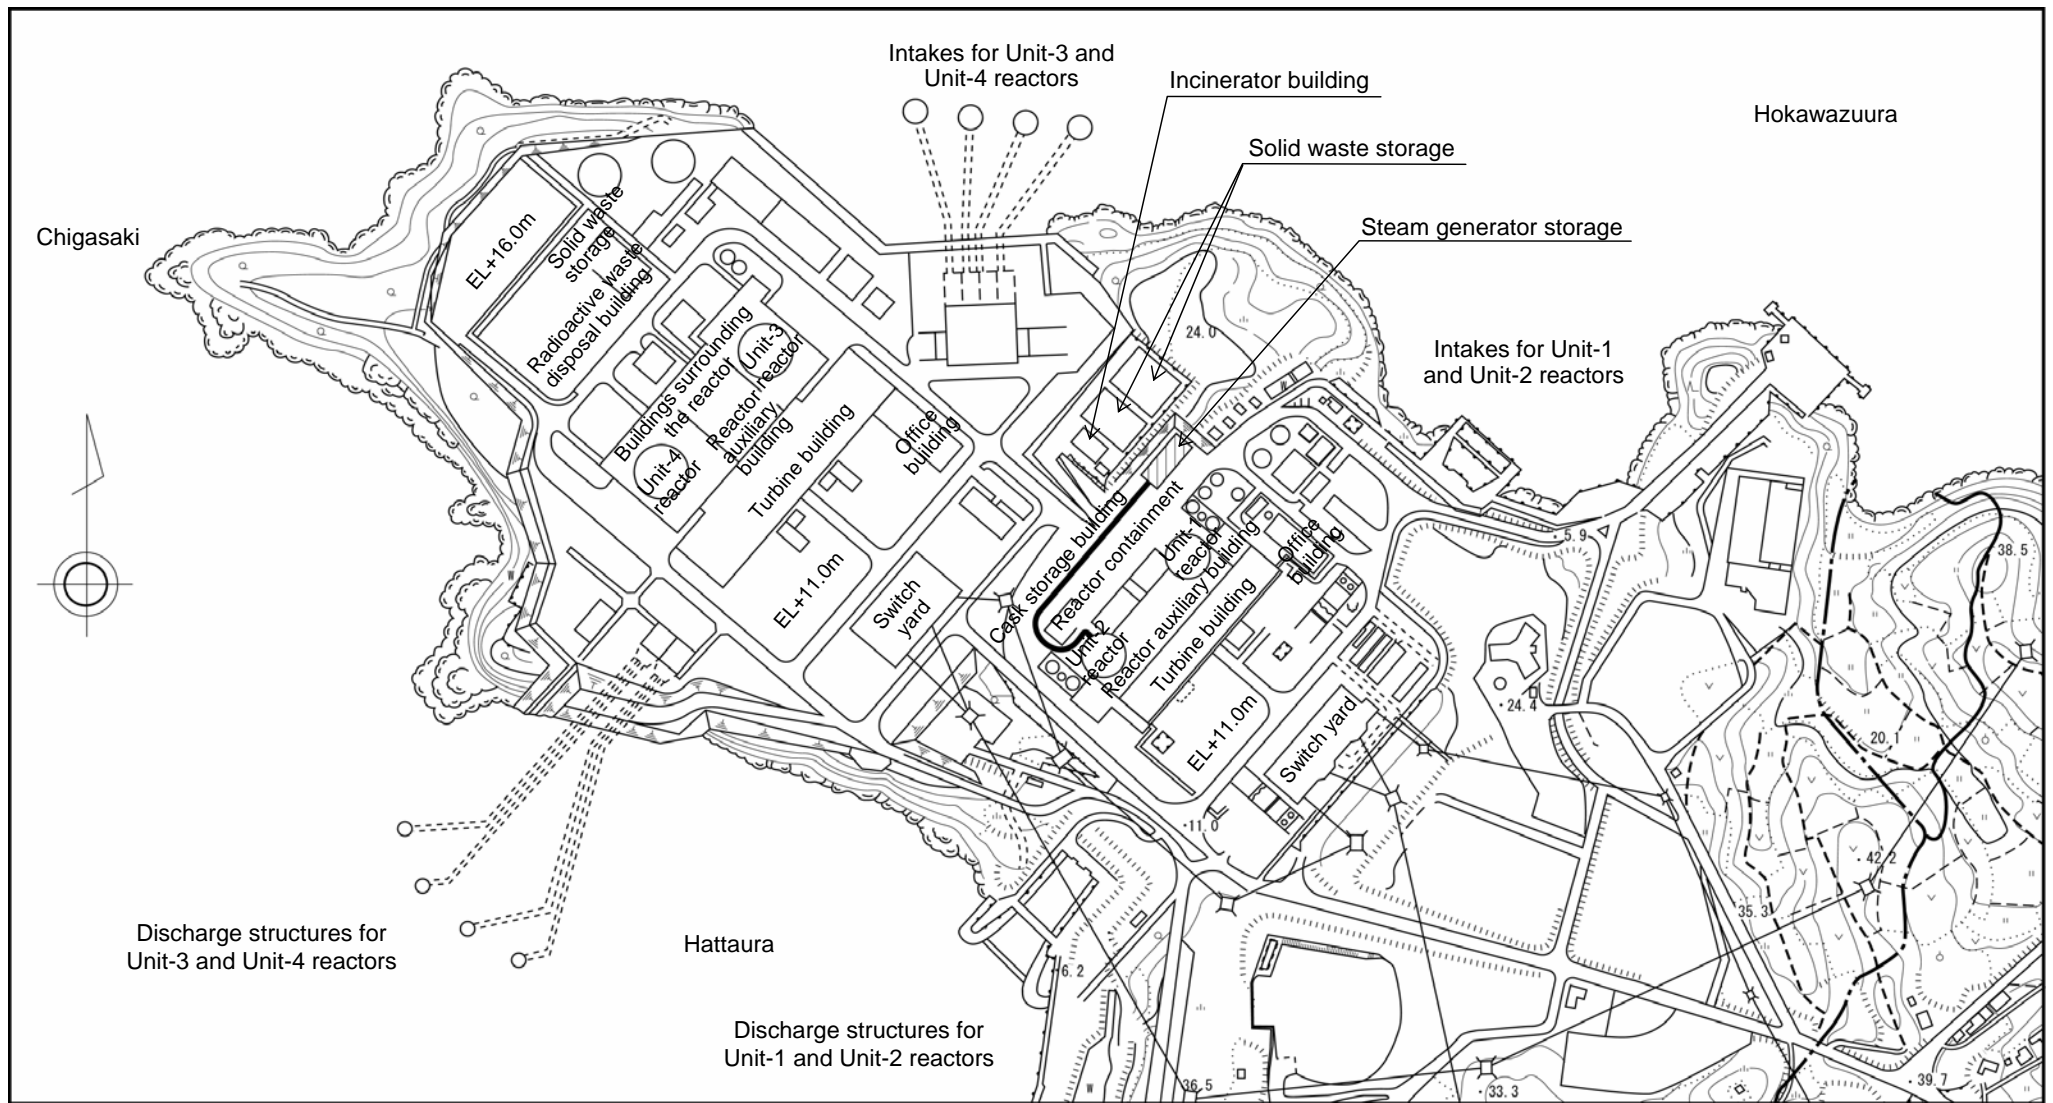 Intakes for Unit-3 and
Unit-4 reactors
Incinerator building
Hokawazuura
Solid waste storage
Steam generator storage
Chigasaki
EL+16.0m
Solid waste
storage
Radioactive waste
disposal building
24.0
Intakes for Unit-1
and Unit-2 reactors
Buildings surrounding
the reactor
Unit-3
reactor
Reactor
auxiliary
building
Unit-4
reactor
Turbine building
Office
building
EL+11.0m
Switch
yard
Cask storage building
Reactor containment
Unit-1
reactor
Unit-2
reactor
Reactor auxiliary building
Turbine building
Office
building
EL+11.0m
Switch yard
5.9
38.5
24.4
20.1
11.0
42.2
35.3
6.2
Discharge structures for
Unit-3 and Unit-4 reactors
Hattaura
Discharge structures for
Unit-1 and Unit-2 reactors
36.5
33.3
39.7
W
W
W